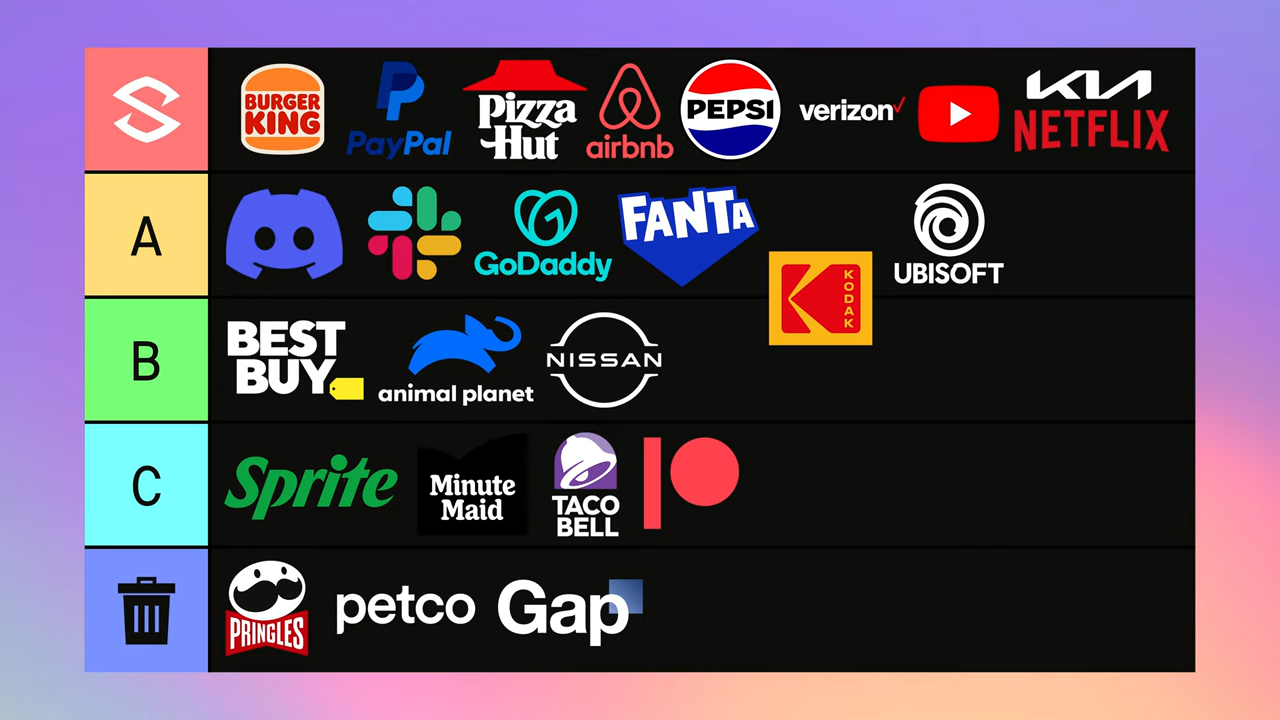 S
BURGER
KING
PayPal
Pizza
Hut
airbnb
PEPSI
verizon
KIA
NETFLIX
A
GoDaddy
FANTA
KODAK
UBISOFT
B
BEST
BUY
animal planet
NISSAN
C
Sprite
Minute
Maid
TACO
BELL
PRINGLES
petco
Gap